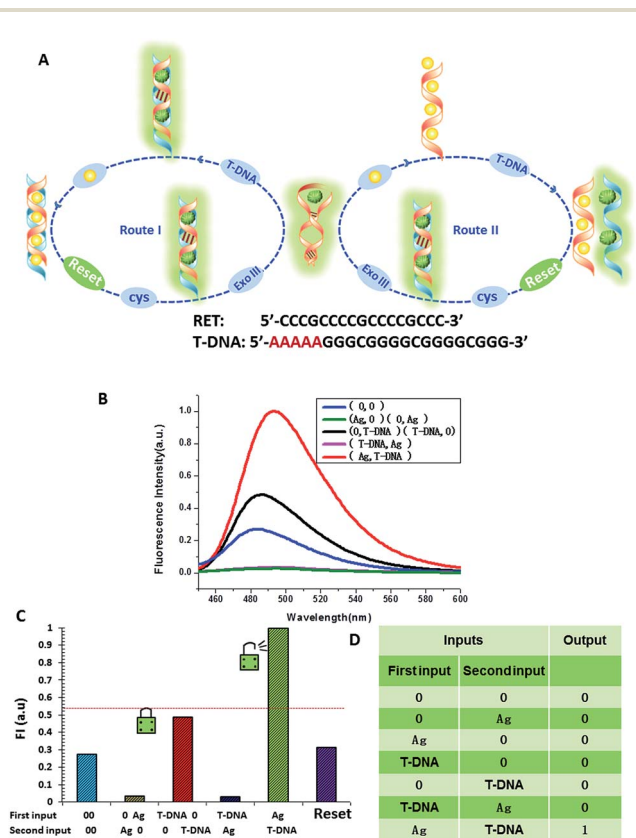 A
T-DNA
T-DNA
Route I
Route II
Reset
cys
Exo III
Exo III
cys
Reset
RET: 5’-CCCGCCCCGCCCCGCCC-3’
T-DNA: 5’-AAAAAGGGCGGGGCGGGGCGGG-3’
B
( 0,0 )
(Ag,0 )( 0,Ag )
(0,T-DNA )( T-DNA,0)
( T-DNA,Ag )
( Ag,T-DNA )
Fluorescence Intensity(a.u.)
1.0
0.8
0.6
0.4
0.2
0.0
460 480 500 520 540 560 580 600
Wavelength(nm)
C
FI (a.u)
1
0.9
0.8
0.7
0.6
0.5
0.4
0.3
0.2
0.1
0
First input 00 0 Ag T-DNA 0 T-DNA Ag Reset
Second input 00 Ag 0 0 T-DNA Ag T-DNA
D
Inputs Output
First input Second input
0 0 0
0 Ag 0
Ag 0 0
T-DNA 0 0
0 T-DNA 0
T-DNA Ag 0
Ag T-DNA 1